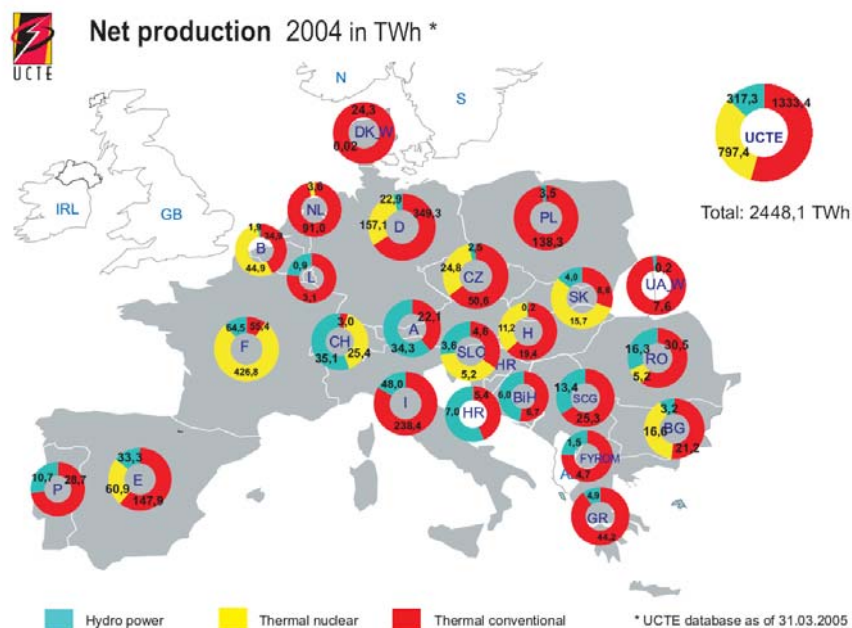 UCTE
Net production 2004 in TWh *
N
S
IRL
GB
24,3
DK_W
0,02
317,3
1333,4
UCTE
797,4
Total: 2448,1 TWh
3,6
NL
91,0
22,9
349,3
157,1
D
3,5
PL
138,3
1,9
34,8
B
44,9
0,9
L
3,1
2,5
24,8
CZ
50,6
4,0
8,8
SK
15,7
0,2
UA_W
7,6
64,5
55,4
F
426,8
3,0
CH
25,4
35,1
22,1
A
34,3
3,6
4,6
SLO
5,2
0,2
11,2
H
19,4
HR
16,3
30,5
RO
5,2
48,0
I
238,4
5,4
7,0
HR
6,0
BiH
6,7
13,4
SCG
25,3
3,2
16,6
BG
21,2
1,5
FYROM
4,7
A
4,9
GR
44,2
10,7
28,7
P
33,3
E
60,9
147,9
Hydro power
Thermal nuclear
Thermal conventional
* UCTE database as of 31.03.2005